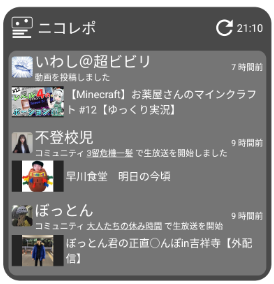 ニコレポ
21:10
いわし@超ビビリ
7時間前
動画を投稿しました
【Minecraft】お薬屋さんのマインクラフ
ト #12【ゆっくり実況】
不登校児
9時間前
コミュニティ 3留危機一髪 で生放送を開始しました
早川食堂 明日の今頃
ぼっとん
9時間前
コミュニティ 大人たちの休み時間 で生放送を開始
ぼっとん君の正直〇んぽin吉祥寺【外配
信】